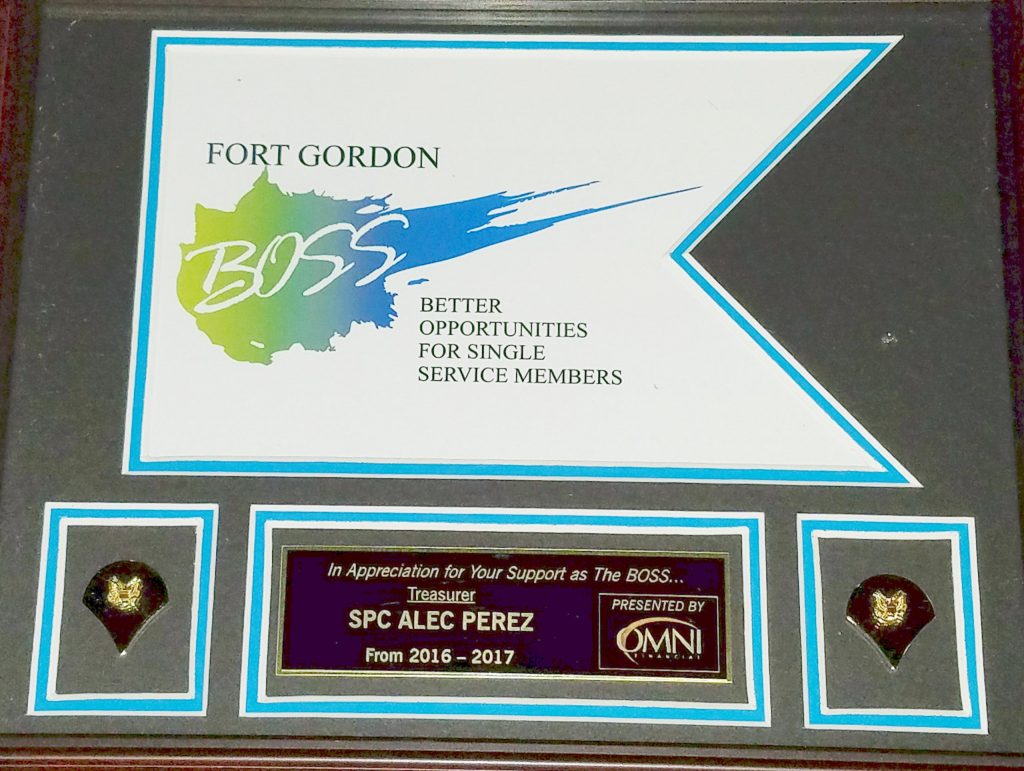 FORT GORDON
BOSS
BETTER
OPPORTUNITIES
FOR SINGLE
SERVICE MEMBERS
In Appreciation for Your Support as The BOSS...
Treasurer
SPC ALEC PEREZ
From 2016 – 2017
PRESENTED BY
OMNI
FINANCIAL